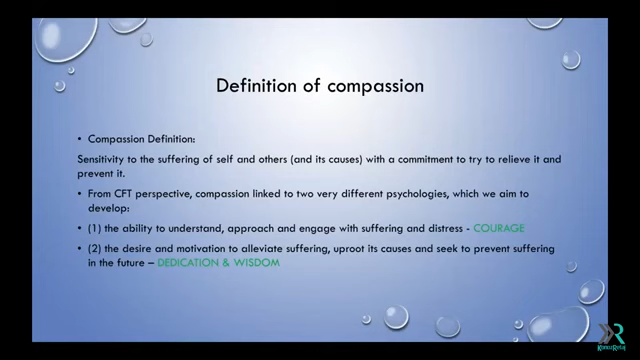 Definition of compassion
• Compassion Definition:
Sensitivity to the suffering of self and others (and its causes) with a commitment to try to relieve it and
prevent it.
• From CFT perspective, compassion linked to two very different psychologies, which we aim to
develop:
• (1) the ability to understand, approach and engage with suffering and distress - COURAGE
• (2) the desire and motivation to alleviate suffering, uproot its causes and seek to prevent suffering
in the future – DEDICATION & WISDOM